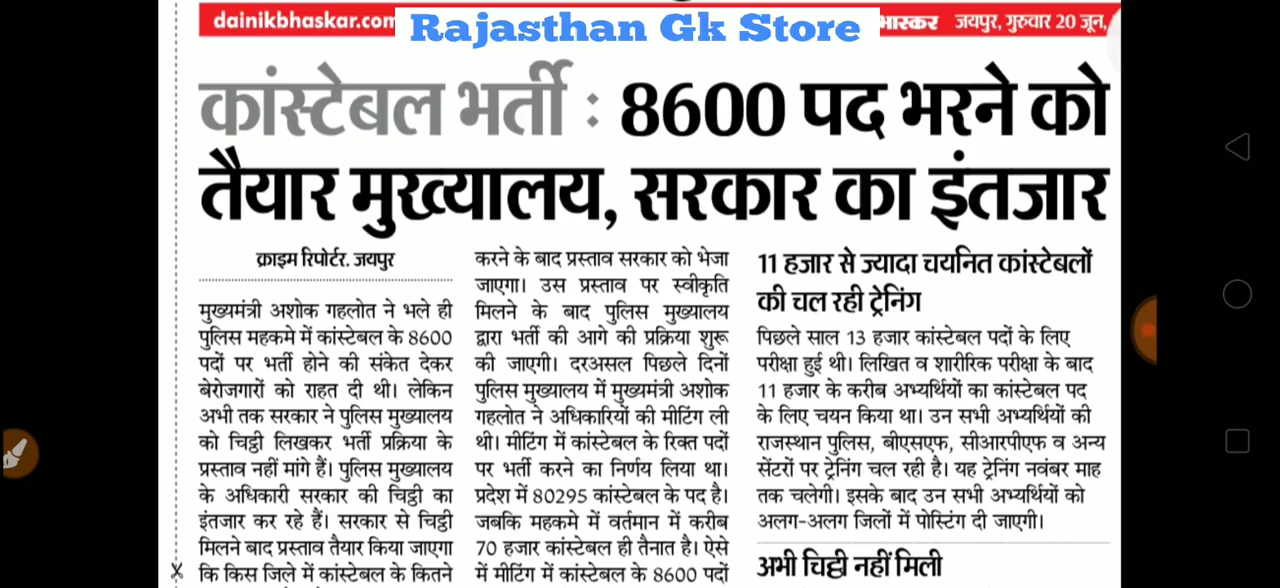 dainikbhaskar.com
Rajasthan Gk Store
भास्कर जयपुर, गुरुवार 20 जून,
कांस्टेबल भर्ती : 8600 पद भरने को
तैयार मुख्यालय, सरकार का इंतजार
क्राइम रिपोर्टर. जयपुर
मुख्यमंत्री अशोक गहलोत ने भले ही
पुलिस महकमे में कांस्टेबल के 8600
पदों पर भर्ती होने की संकेत देकर
बेरोजगारों को राहत दी थी। लेकिन
अभी तक सरकार ने पुलिस मुख्यालय
को चिट्ठी लिखकर भर्ती प्रक्रिया के
प्रस्ताव नहीं मांगे हैं। पुलिस मुख्यालय
के अधिकारी सरकार की चिट्ठी का
इंतजार कर रहे हैं। सरकार से चिट्ठी
मिलने बाद प्रस्ताव तैयार किया जाएगा
कि किस जिले में कांस्टेबल के कितने
करने के बाद प्रस्ताव सरकार को भेजा
जाएगा। उस प्रस्ताव पर स्वीकृति
मिलने के बाद पुलिस मुख्यालय
द्वारा भर्ती की आगे की प्रक्रिया शुरू
की जाएगी। दरअसल पिछले दिनों
पुलिस मुख्यालय में मुख्यमंत्री अशोक
गहलोत ने अधिकारियों की मीटिंग ली
थी। मीटिंग में कांस्टेबल के रिक्त पदों
पर भर्ती करने का निर्णय लिया था।
प्रदेश में 80295 कांस्टेबल के पद है।
जबकि महकमे में वर्तमान में करीब
70 हजार कांस्टेबल ही तैनात है। ऐसे
में मीटिंग में कांस्टेबल के 8600 पदों
11 हजार से ज्यादा चयनित कांस्टेबलों
की चल रही ट्रेनिंग
पिछले साल 13 हजार कांस्टेबल पदों के लिए
परीक्षा हुई थी। लिखित व शारीरिक परीक्षा के बाद
11 हजार के करीब अभ्यर्थियों का कांस्टेबल पद
के लिए चयन किया था। उन सभी अभ्यर्थियों की
राजस्थान पुलिस, बीएसएफ, सीआरपीएफ व अन्य
सेंटरों पर ट्रेनिंग चल रही है। यह ट्रेनिंग नवंबर माह
तक चलेगी। इसके बाद उन सभी अभ्यर्थियों को
अलग-अलग जिलों में पोस्टिंग दी जाएगी।
अभी चिट्ठी नहीं मिली